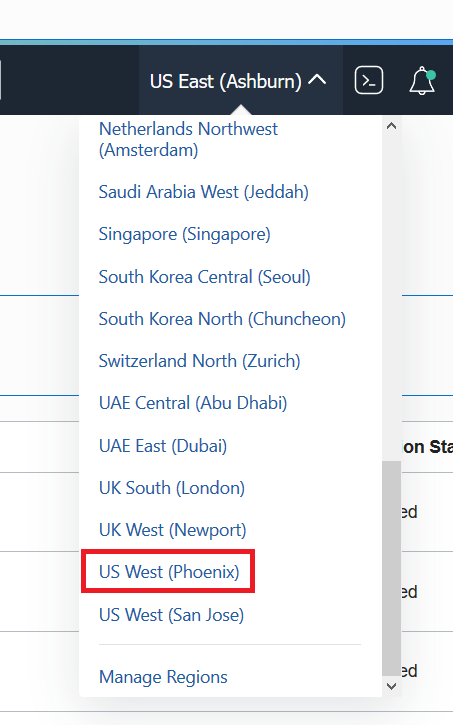 US East (Ashburn)
Netherlands Northwest
(Amsterdam)
Saudi Arabia West (Jeddah)
Singapore (Singapore)
South Korea Central (Seoul)
South Korea North (Chuncheon)
Switzerland North (Zurich)
UAE Central (Abu Dhabi)
UAE East (Dubai)
on Sta
UK South (London)
ed
UK West (Newport)
US West (Phoenix)
ed
US West (San Jose)
Manage Regions
ed